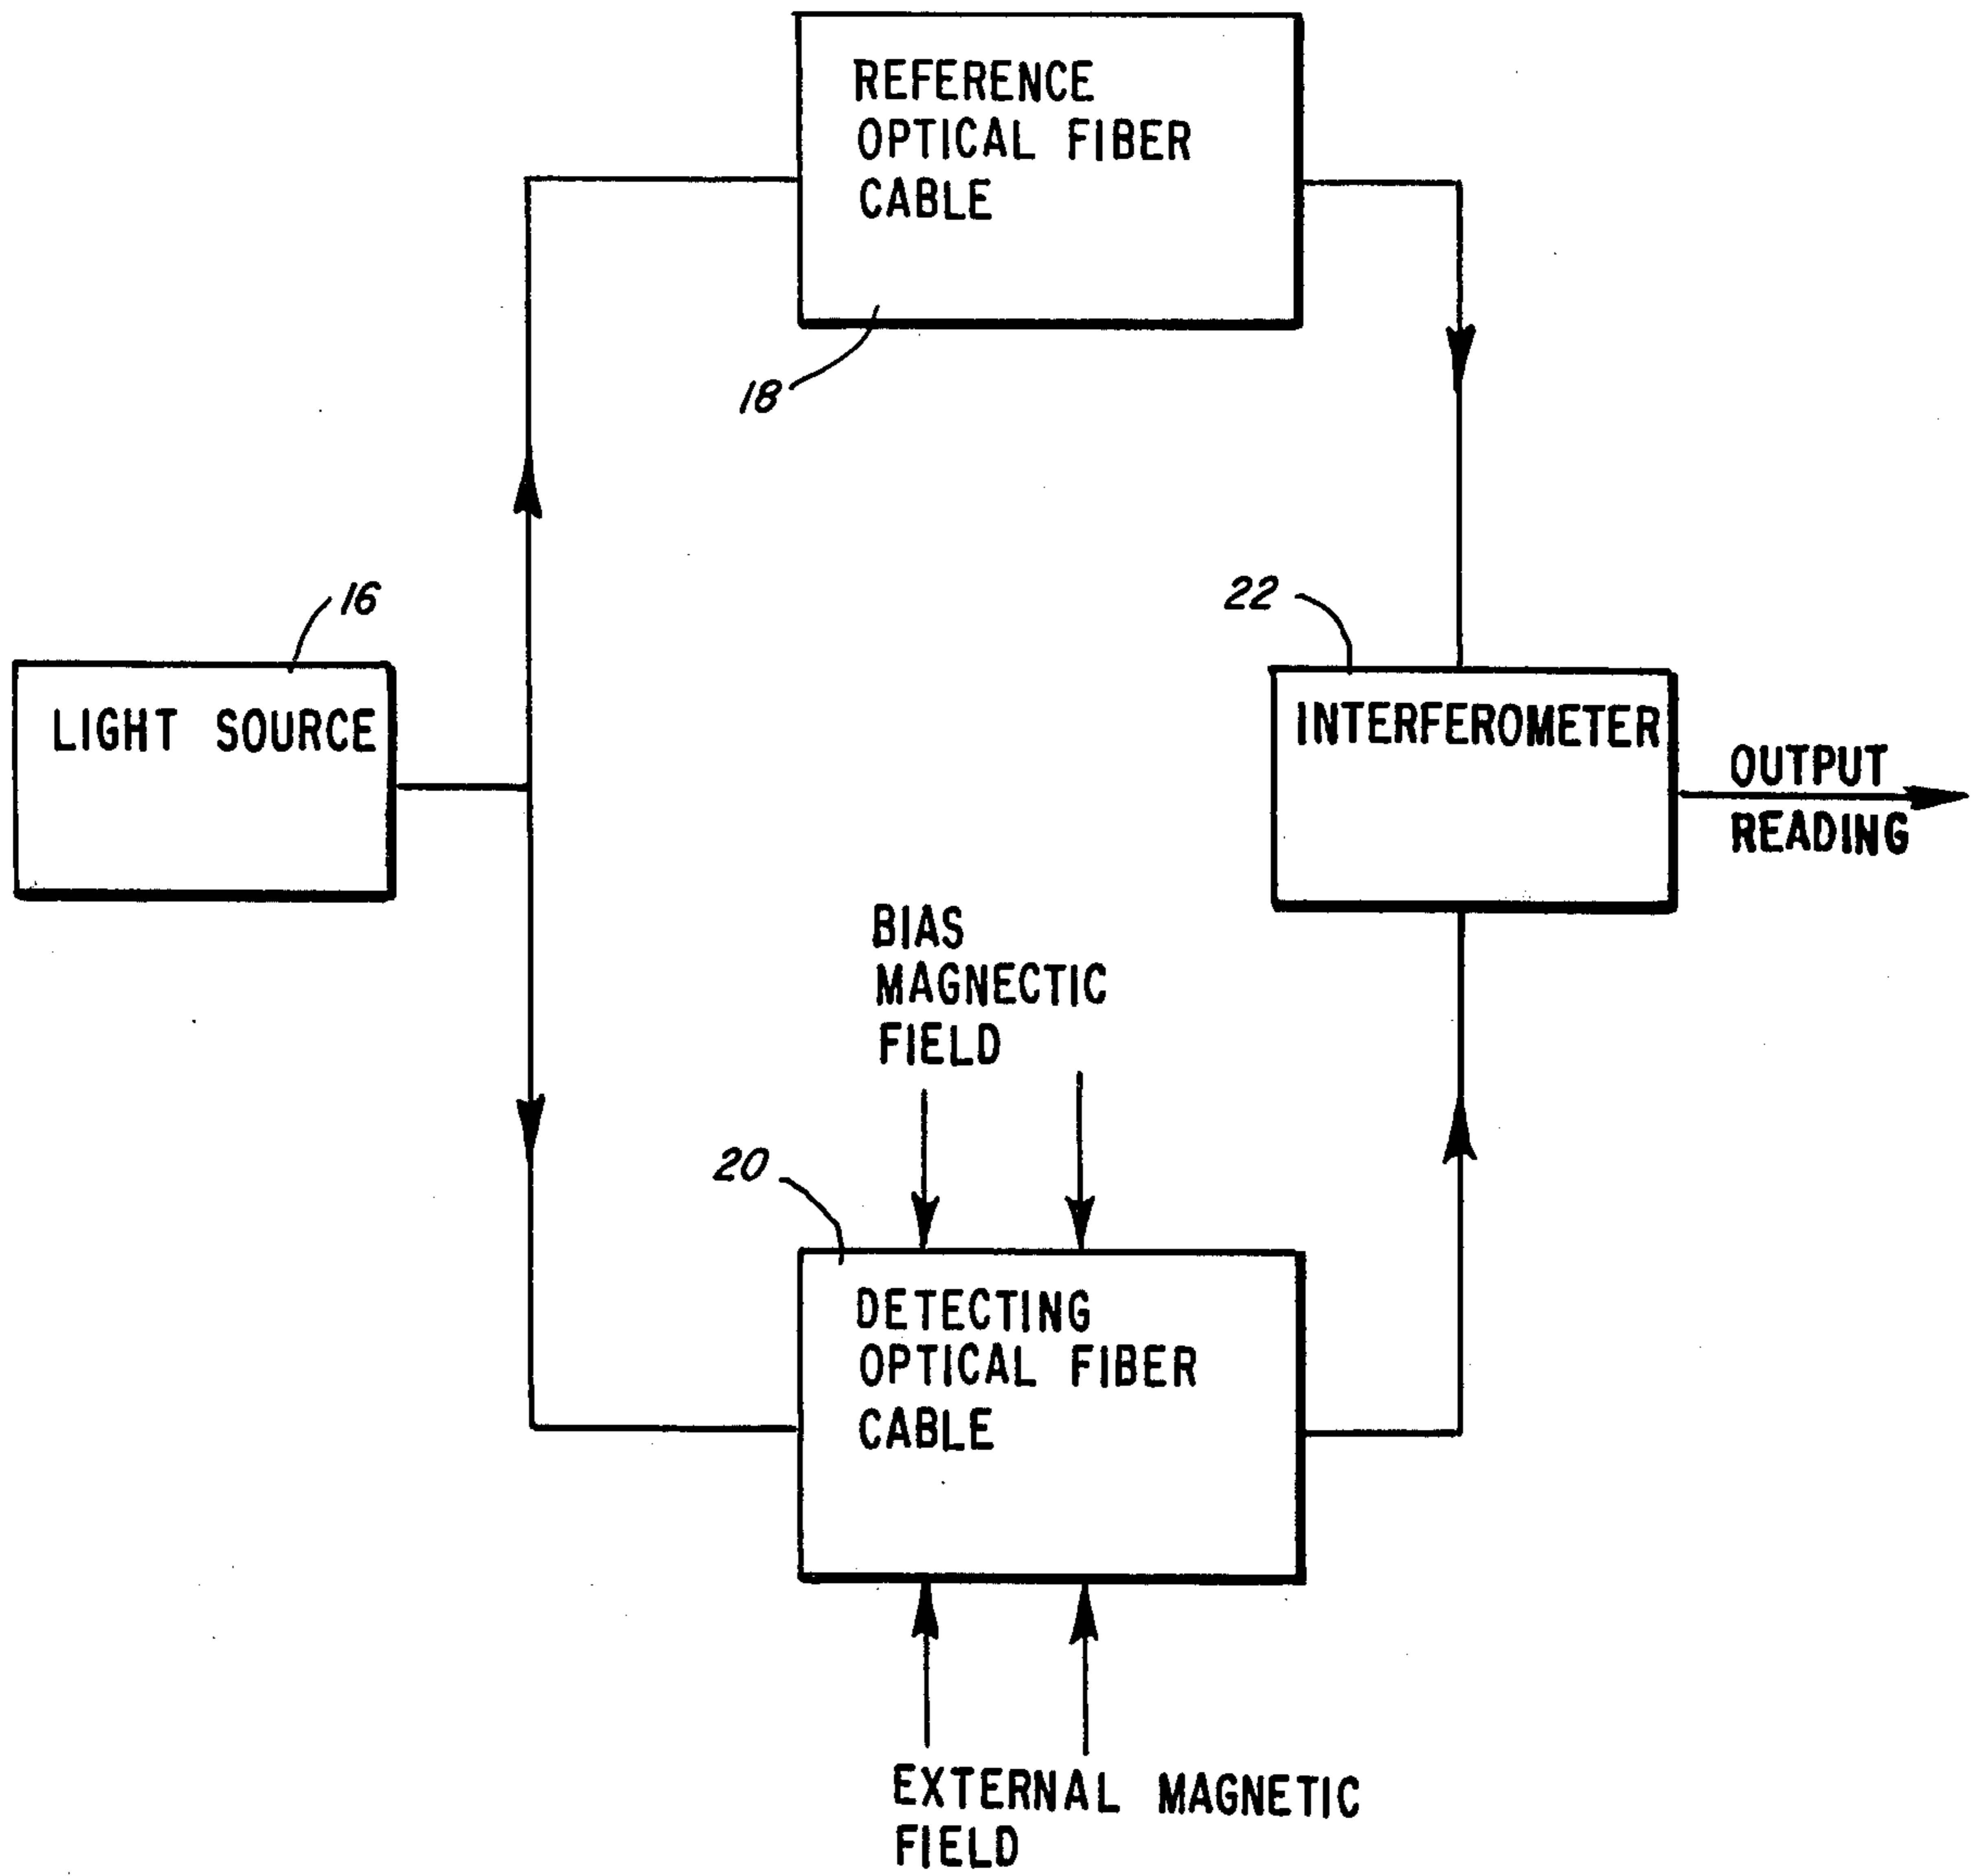 REFERENCE
OPTICAL FIBER
CABLE
18
16
LIGHT SOURCE
22
INTERFEROMETER
OUTPUT
READING
BIAS
MAGNECTIC
FIELD
20
DETECTING
OPTICAL FIBER
CABLE
EXTERNAL MAGNETIC
FIELD